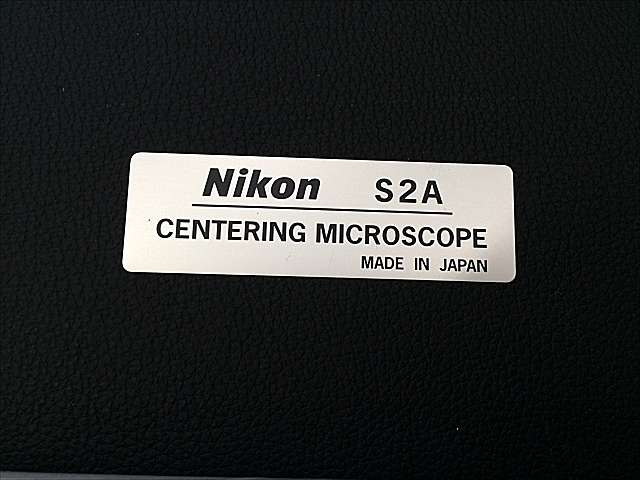 Nikon S2A
CENTERING MICROSCOPE
MADE IN JAPAN